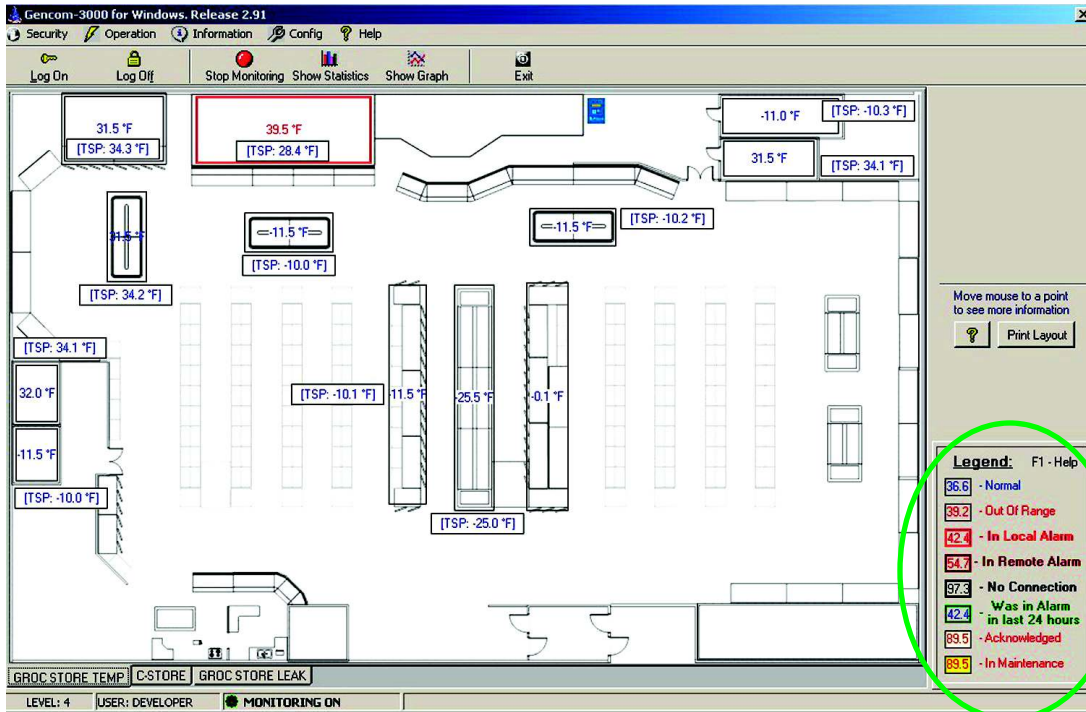 Gencom-3000 for Windows. Release 2.91
Security Operation Information Config Help
Log On Log Off Stop Monitoring Show Statistics Show Graph Exit
31.5 °F
[TSP: 34.3 °F]
39.5 °F
[TSP: 28.4 °F]
-11.0 °F
[TSP: -10.3 °F]
31.5 °F
[TSP: 34.1 °F]
31.5 °F
[TSP: 34.2 °F]
-11.5 °F
[TSP: -10.0 °F]
-11.5 °F
[TSP: -10.2 °F]
[TSP: 34.1 °F]
32.0 °F
-11.5 °F
[TSP: -10.0 °F]
[TSP: -10.1 °F]
-11.5 °F
-25.5 °F
-0.1 °F
[TSP: -25.0 °F]
Move mouse to a point
to see more information
? Print Layout
Legend: F1 - Help
36.6 - Normal
39.2 - Out Of Range
42.4 - In Local Alarm
54.7 - In Remote Alarm
97.3 - No Connection
42.4 - Was in Alarm
in last 24 hours
89.5 - Acknowledged
89.5 - In Maintenance
GROC STORE TEMP C-STORE GROC STORE LEAK
LEVEL: 4 USER: DEVELOPER MONITORING ON